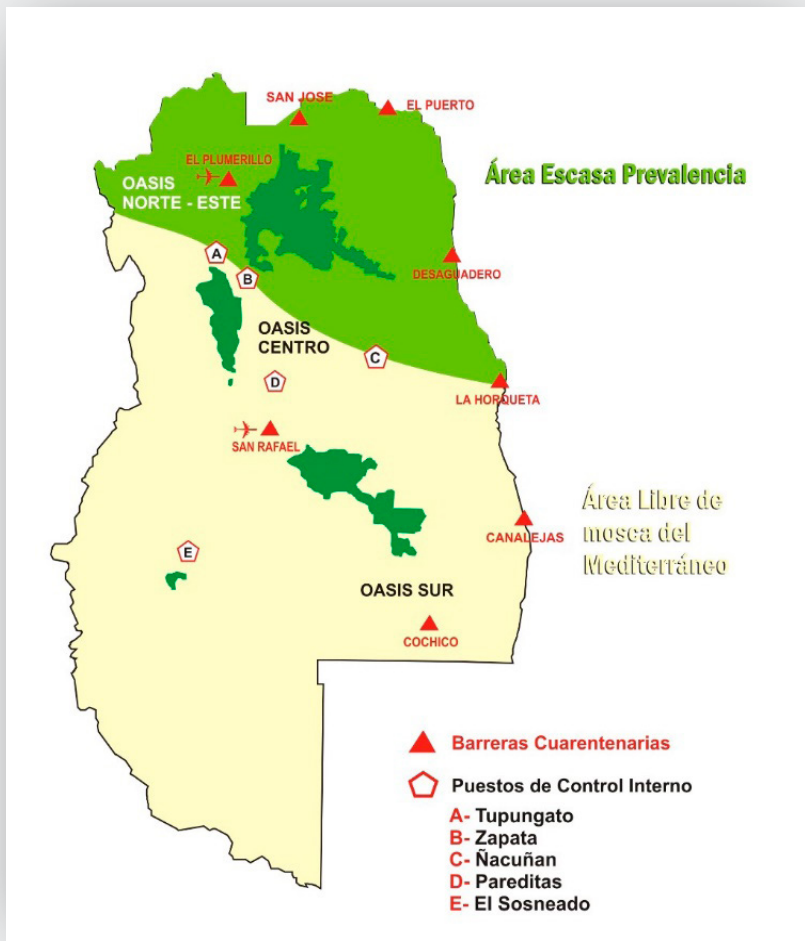 SAN JOSE
EL PUERTO
EL PLUMERILLO
OASIS
NORTE - ESTE
Área Escasa Prevalencia
A
B
DESAGUADERO
OASIS
CENTRO
C
D
LA HORQUETA
SAN RAFAEL
Área Libre de
mosca del
Mediterráneo
CANALEJAS
E
OASIS SUR
COCHICO
Barreras Cuarentenarias
Puestos de Control Interno
A- Tupungato
B- Zapata
C- Ñacuñan
D- Pareditas
E- El Sosneado